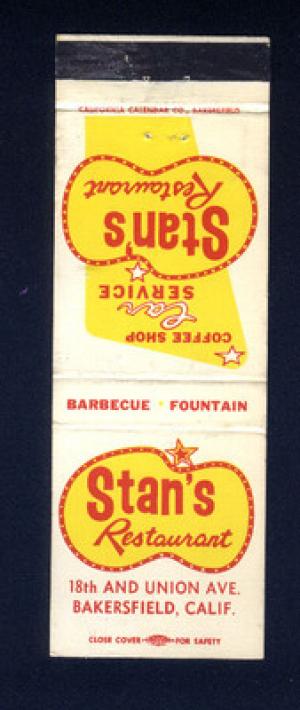 CALIFORNIA CALENDAR CO., BAKERSFIELD
Stan's
Restaurant
COFFEE SHOP
Car
SERVICE
BARBECUE • FOUNTAIN
Stan's
Restaurant
18th AND UNION AVE.
BAKERSFIELD, CALIF.
CLOSE COVER FOR SAFETY